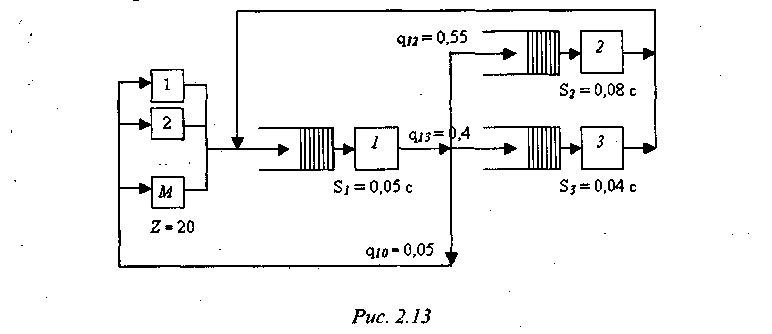 q12 = 0,55
1
2
S2 = 0,08 c
2
q13 = 0,4
1
3
M
S1 = 0,05 c
S3 = 0,04 c
Z = 20
q10 = 0,05
Рис. 2.13